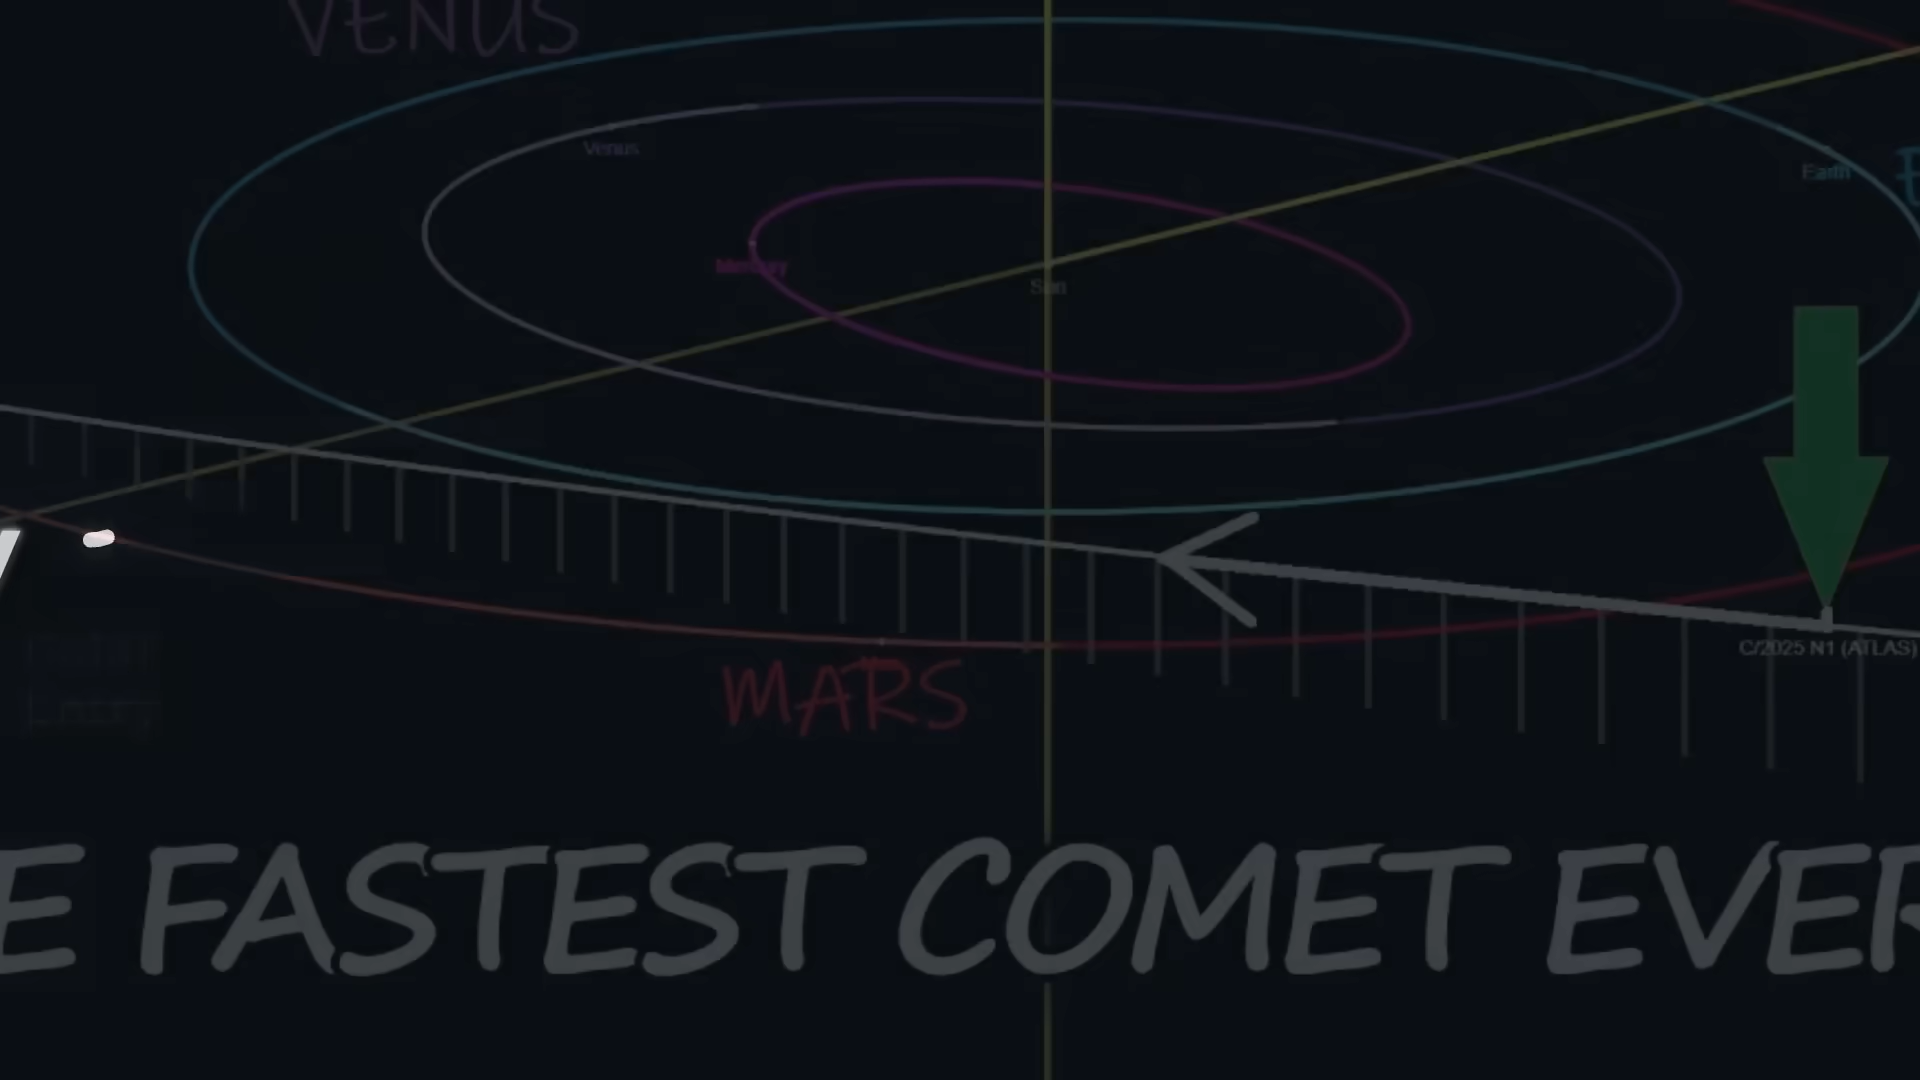 VENUS
Venus
Earth
Mercury
Sun
C/2025 N1 (ATLAS)
MARS
E FASTEST COMET EVER